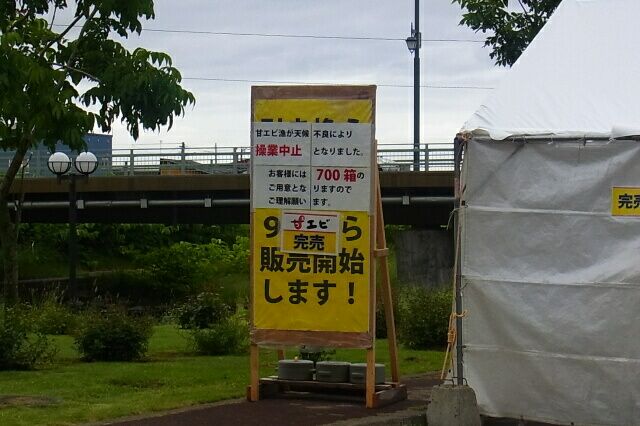 甘エビ漁が天候不良により
操業中止となりました。
お客様には700箱の
ご用意となりますので
ご理解願います。
甘エビ
完売
9
ら
販売開始
します！
完売